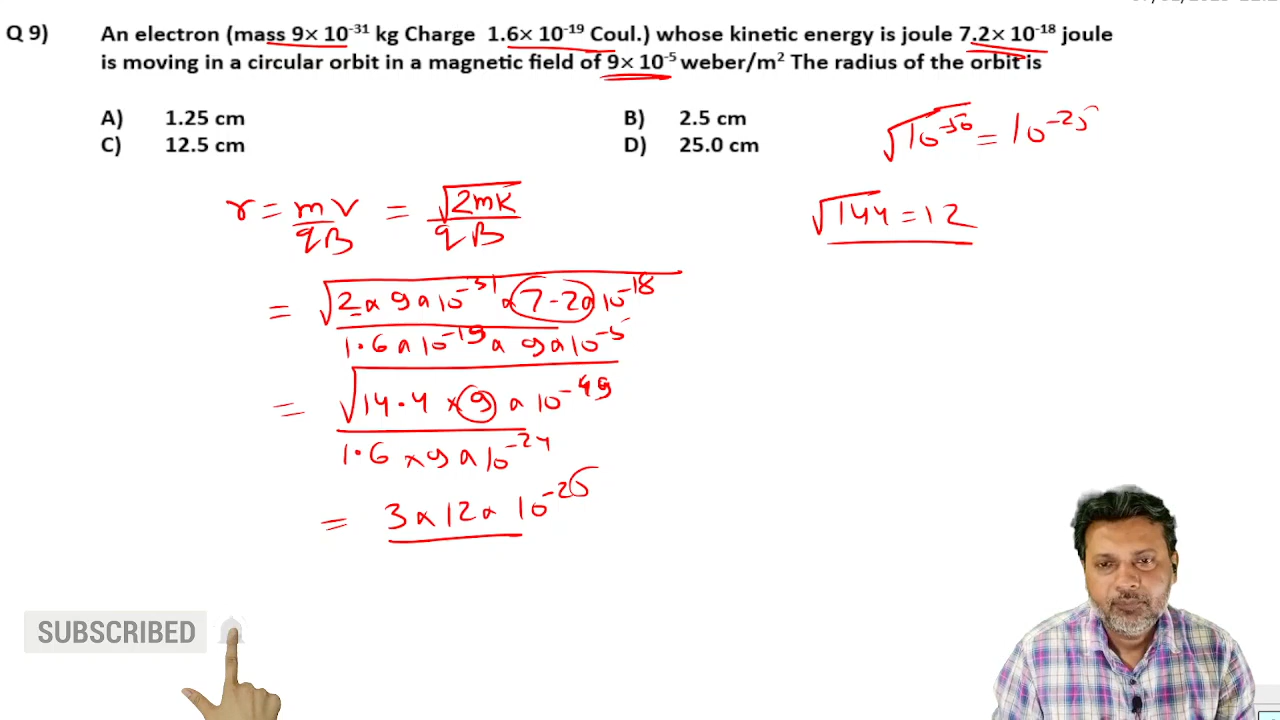 Q 9) An electron (mass 9× 10⁻³¹ kg Charge 1.6× 10⁻¹⁹ Coul.) whose kinetic energy is joule 7.2× 10⁻¹⁸ joule
is moving in a circular orbit in a magnetic field of 9× 10⁻⁵ weber/m² The radius of the orbit is
A) 1.25 cm B) 2.5 cm
C) 12.5 cm D) 25.0 cm
√10⁻⁵⁰ = 10⁻²⁵
√144 = 12
r = mv/qB = √2mK/qB
= √2 × 9 × 10⁻³¹ × 7.2 × 10⁻¹⁸
1.6 × 10⁻¹⁹ × 9 × 10⁻⁵
= √14.4 × 9 × 10⁻⁴⁹
1.6 × 9 × 10⁻²⁴
= 3 × 12 × 10⁻²⁵
SUBSCRIBED